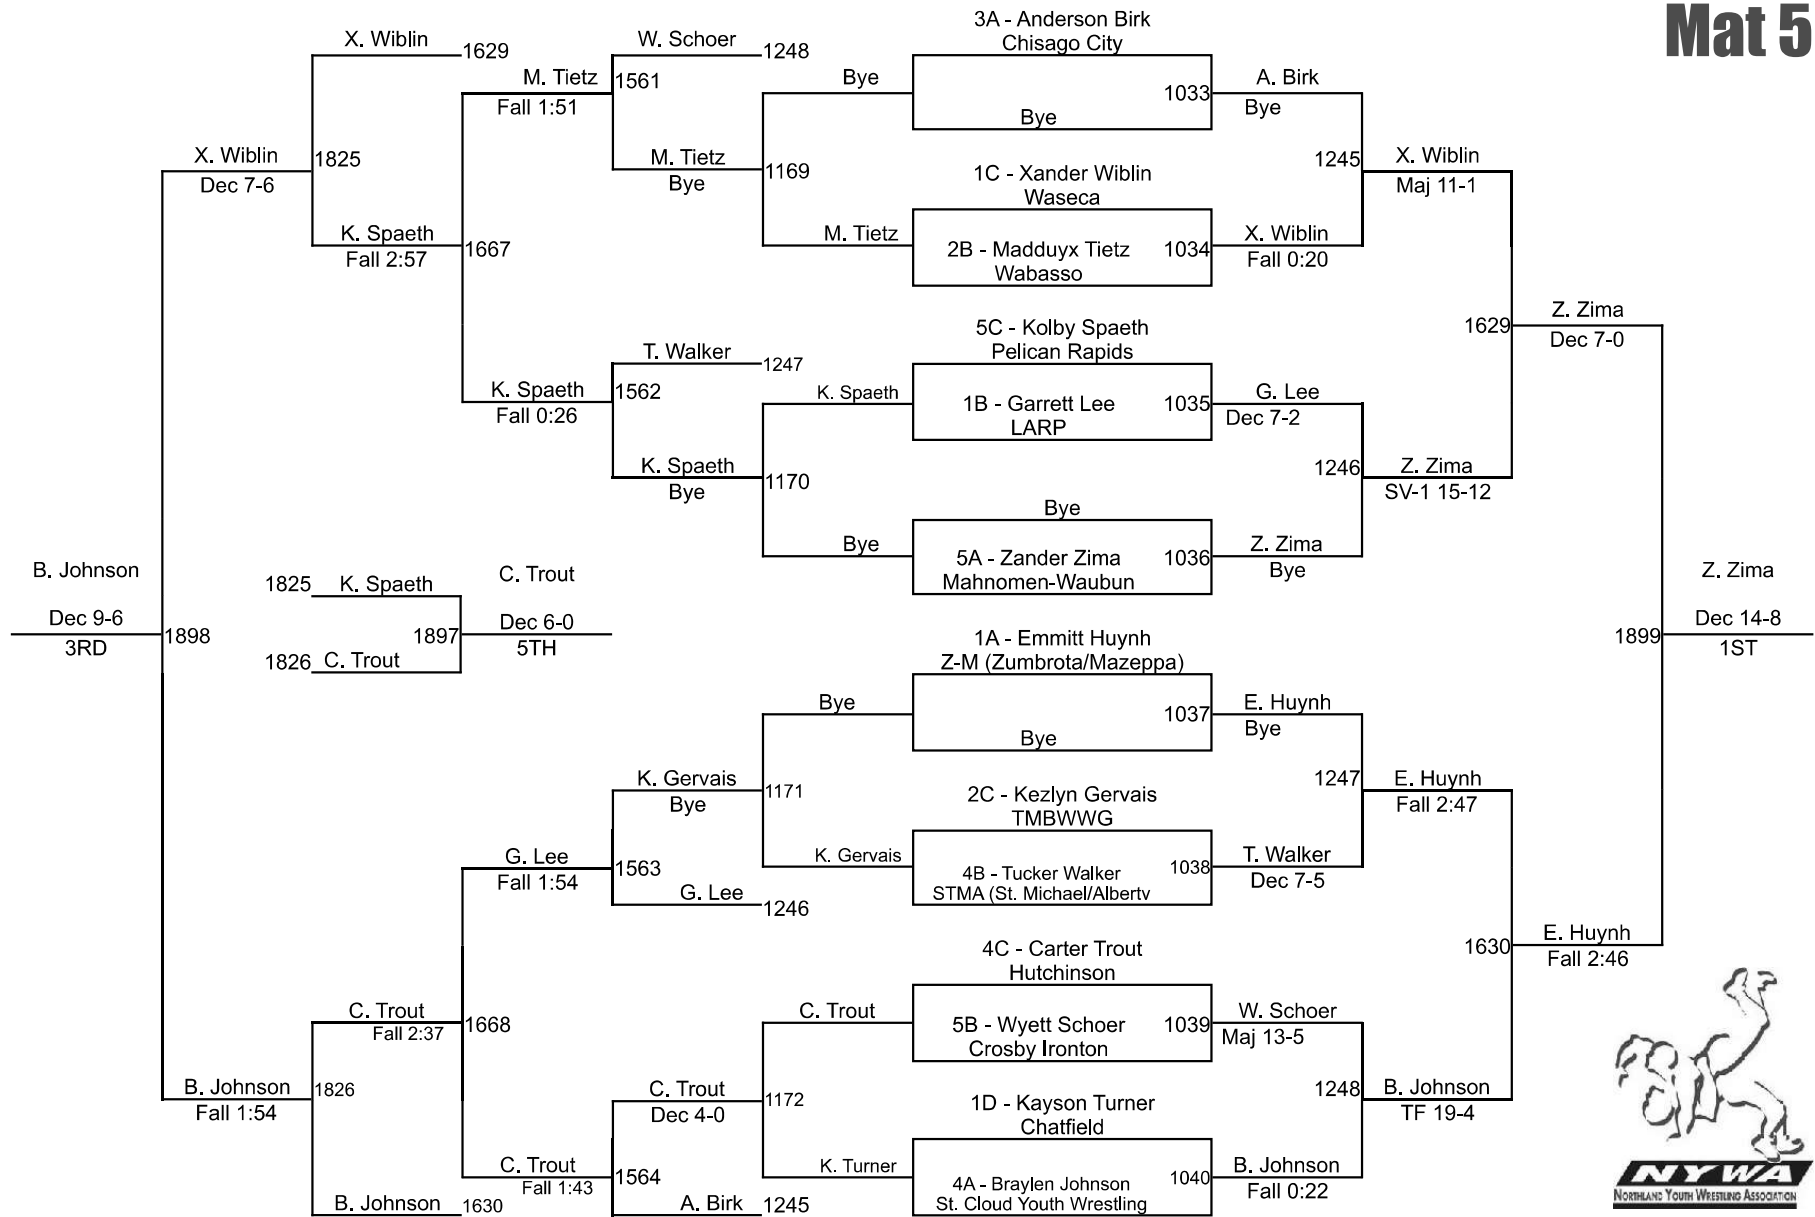 Mat 5
3A - Anderson Birk
Chisago City
X. Wiblin
1629
W. Schoer
1248
M. Tietz
1561
Fall 1:51
Bye
1033
A. Birk
Bye
Bye
X. Wiblin
1825
Dec 7-6
M. Tietz
Bye
1169
1C - Xander Wiblin
Waseca
1245
X. Wiblin
Maj 11-1
K. Spaeth
Fall 2:57
1667
M. Tietz
2B - Madduyx Tietz
Wabasso
1034
X. Wiblin
Fall 0:20
5C - Kolby Spaeth
Pelican Rapids
1629
Z. Zima
Dec 7-0
T. Walker
1247
K. Spaeth
1562
Fall 0:26
K. Spaeth
1B - Garrett Lee
LARP
1035
G. Lee
Dec 7-2
K. Spaeth
Bye
1170
1246
Z. Zima
SV-1 15-12
Bye
Bye
5A - Zander Zima
Mahnomen-Waubun
1036
Z. Zima
Bye
B. Johnson
Dec 9-6
3RD
1898
1825
K. Spaeth
1826
C. Trout
1897
C. Trout
Dec 6-0
5TH
1899
Z. Zima
Dec 14-8
1ST
1A - Emmitt Huynh
Z-M (Zumbrota/Mazeppa)
Bye
1037
Bye
E. Huynh
Bye
K. Gervais
Bye
1171
2C - Kezlyn Gervais
TMBWWG
1247
E. Huynh
Fall 2:47
G. Lee
1563
Fall 1:54
K. Gervais
4B - Tucker Walker
STMA (St. Michael/Albertv
1038
T. Walker
Dec 7-5
G. Lee
1246
4C - Carter Trout
Hutchinson
1630
E. Huynh
Fall 2:46
C. Trout
Fall 2:37
1668
C. Trout
5B - Wyett Schoer
Crosby Ironton
1039
W. Schoer
Maj 13-5
B. Johnson
1826
Fall 1:54
C. Trout
Dec 4-0
1172
1D - Kayson Turner
Chatfield
1248
B. Johnson
TF 19-4
C. Trout
1564
Fall 1:43
K. Turner
4A - Braylen Johnson
St. Cloud Youth Wrestling
1040
B. Johnson
Fall 0:22
B. Johnson
1630
A. Birk
1245
NYWA
NORTHLAND YOUTH WRESTLING ASSOCIATION